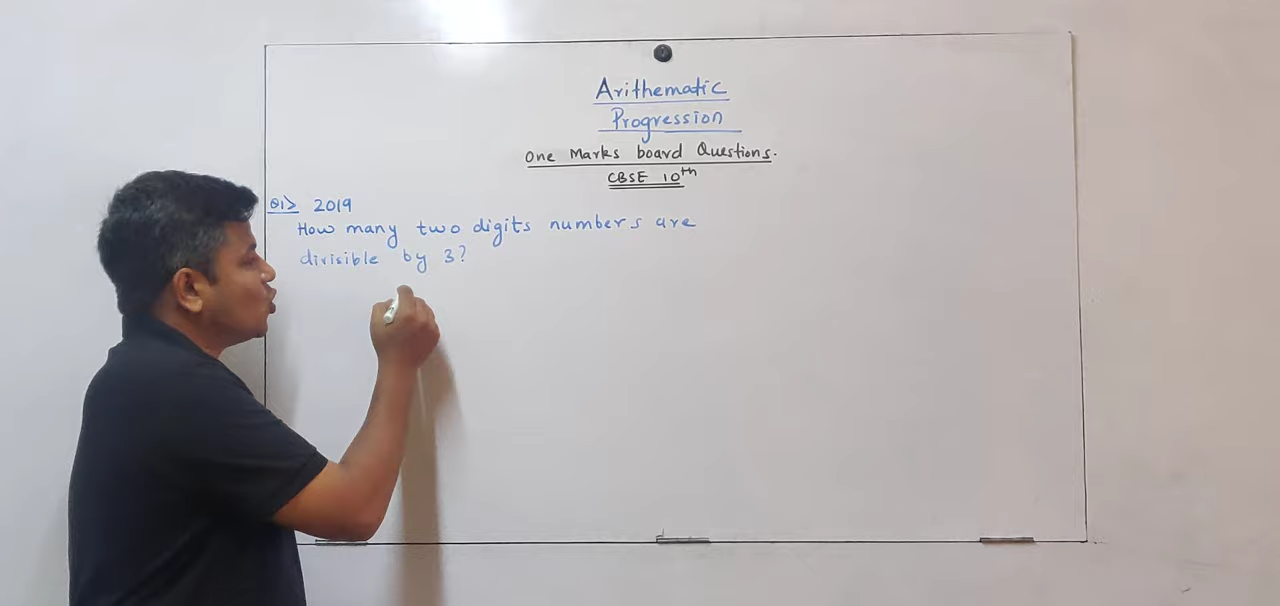 Arithematic
Progression
One Marks board Questions.
CBSE 10th
Q1> 2019
How many two digits numbers are
divisible by 3?